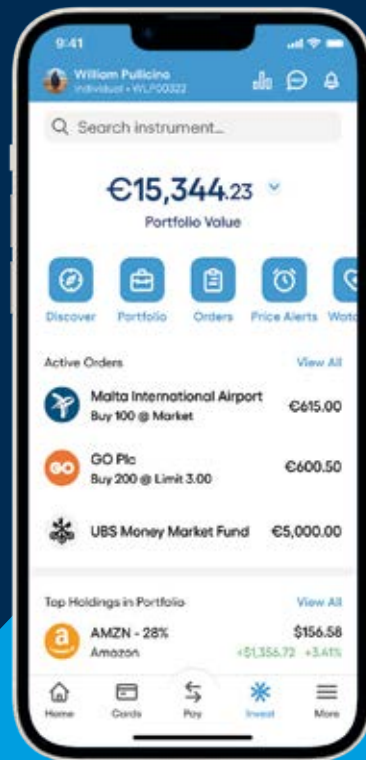 9:41
William Pullicino
Individual • WLP00322
Search instrument...
€15,344.23
Portfolio Value
Discover Portfolio Orders Price Alerts
Active Orders View All
Malta International Airport
Buy 100 @ Market €615.00
GO
GO Plc
Buy 200 @ Limit 3.00 €600.50
UBS Money Market Fund €5,000.00
Top Holdings in Portfolio View All
a
AMZN - 28% $156.58
Amazon +$1,356.72 +3.41%
Home Cards Pay Invest More